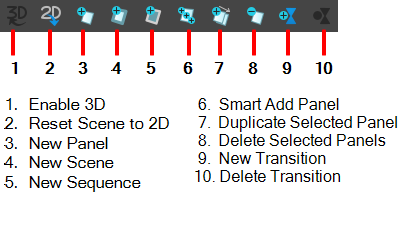 3D 2D
1 2 3 4 5 6 7 8 9 10
1. Enable 3D
2. Reset Scene to 2D
3. New Panel
4. New Scene
5. New Sequence
6. Smart Add Panel
7. Duplicate Selected Panel
8. Delete Selected Panels
9. New Transition
10. Delete Transition